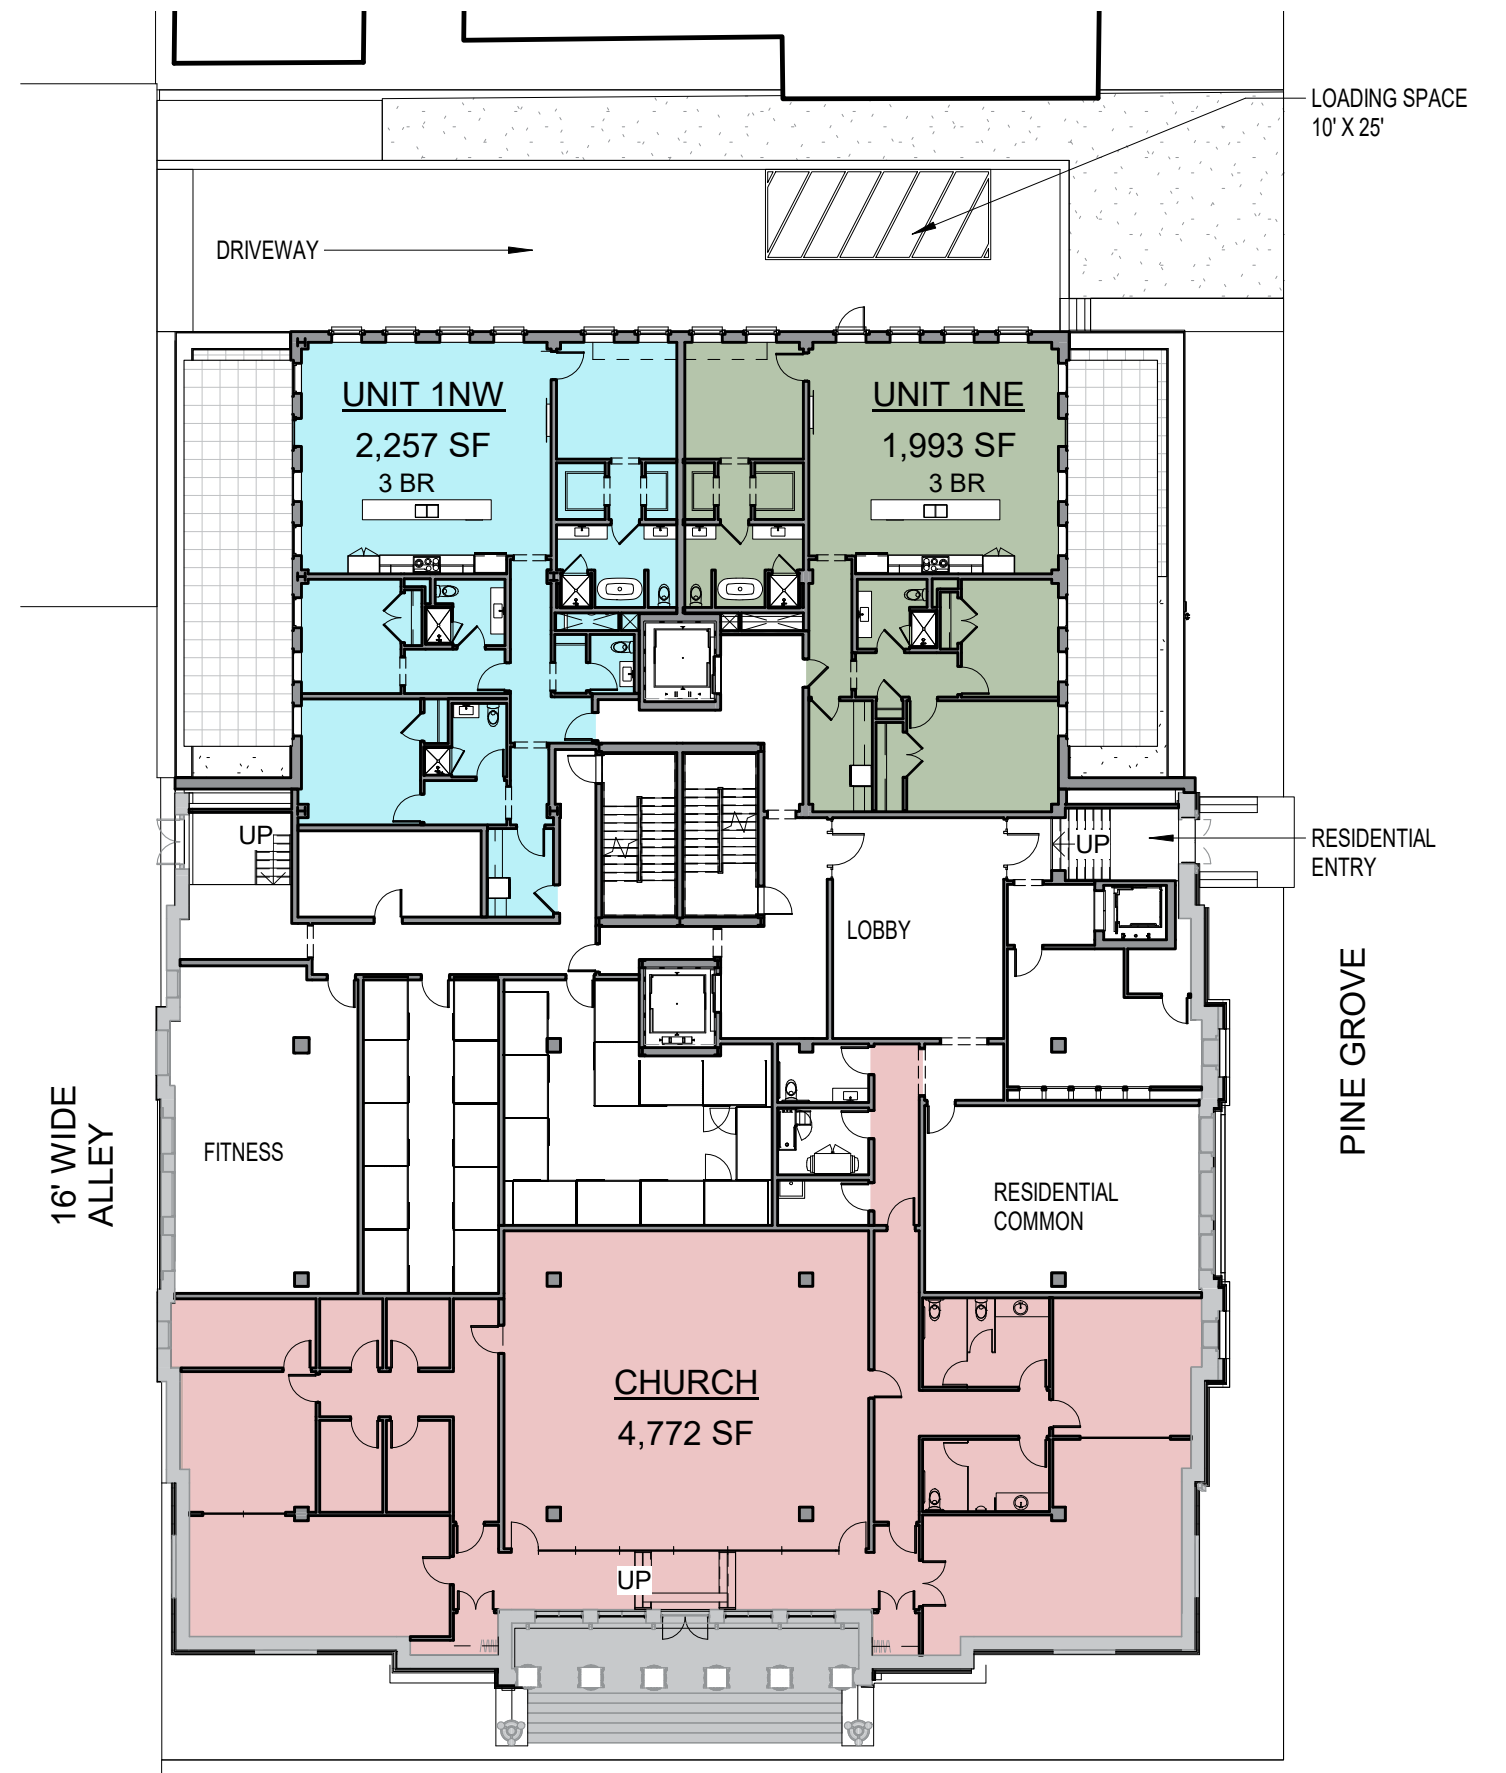 LOADING SPACE
10' X 25'
DRIVEWAY
UNIT 1NW
2,257 SF
3 BR
UNIT 1NE
1,993 SF
3 BR
UP
UP
RESIDENTIAL
ENTRY
LOBBY
PINE GROVE
16' WIDE
ALLEY
FITNESS
RESIDENTIAL
COMMON
CHURCH
4,772 SF
UP